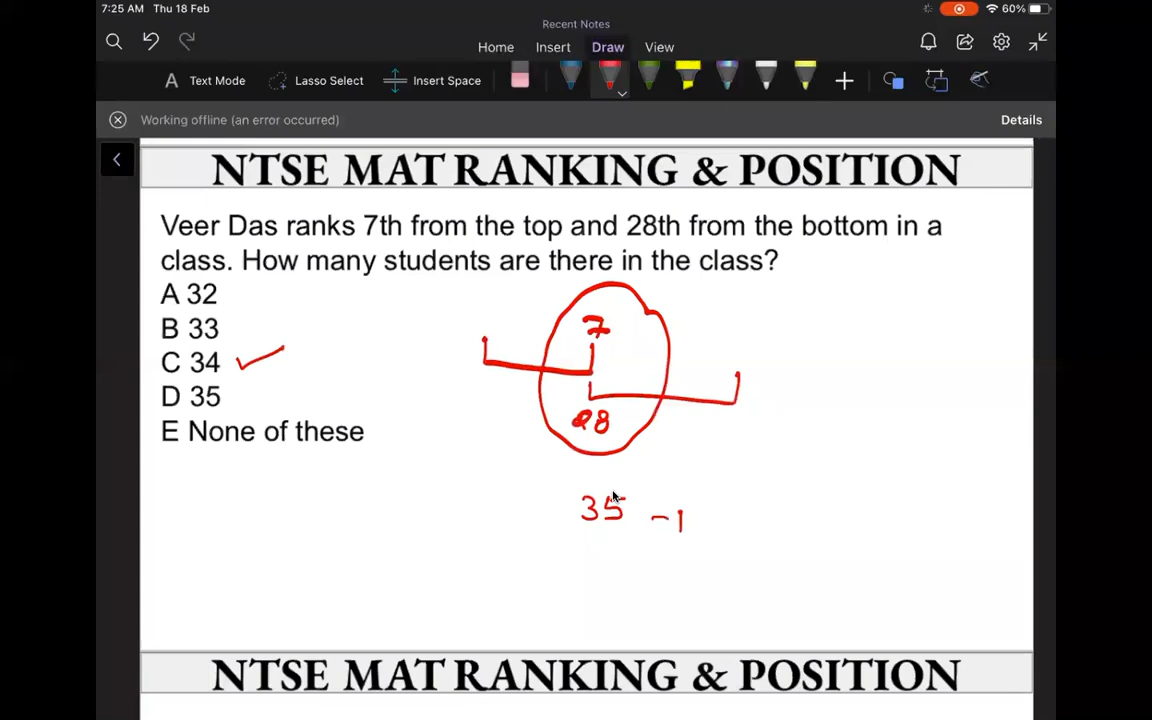 7:25 AM Thu 18 Feb
60%
Recent Notes
Home Insert Draw View
Text Mode Lasso Select Insert Space
Working offline (an error occurred) Details
NTSE MAT RANKING & POSITION
Veer Das ranks 7th from the top and 28th from the bottom in a
class. How many students are there in the class?
A 32
B 33
C 34
D 35
E None of these
7
28
35 -1
NTSE MAT RANKING & POSITION